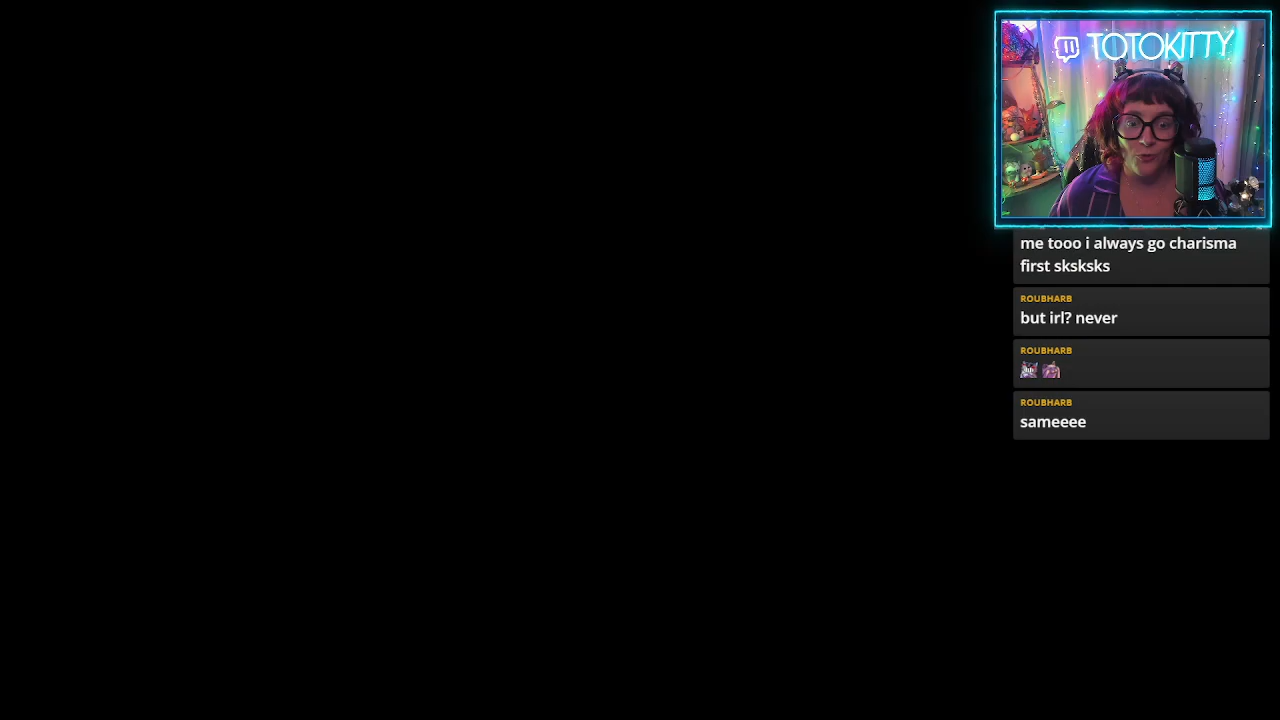 TOTOKITTY
me tooo i always go charisma
first sksksks
ROUBHARB
but irl? never
ROUBHARB
ROUBHARB
sameeee